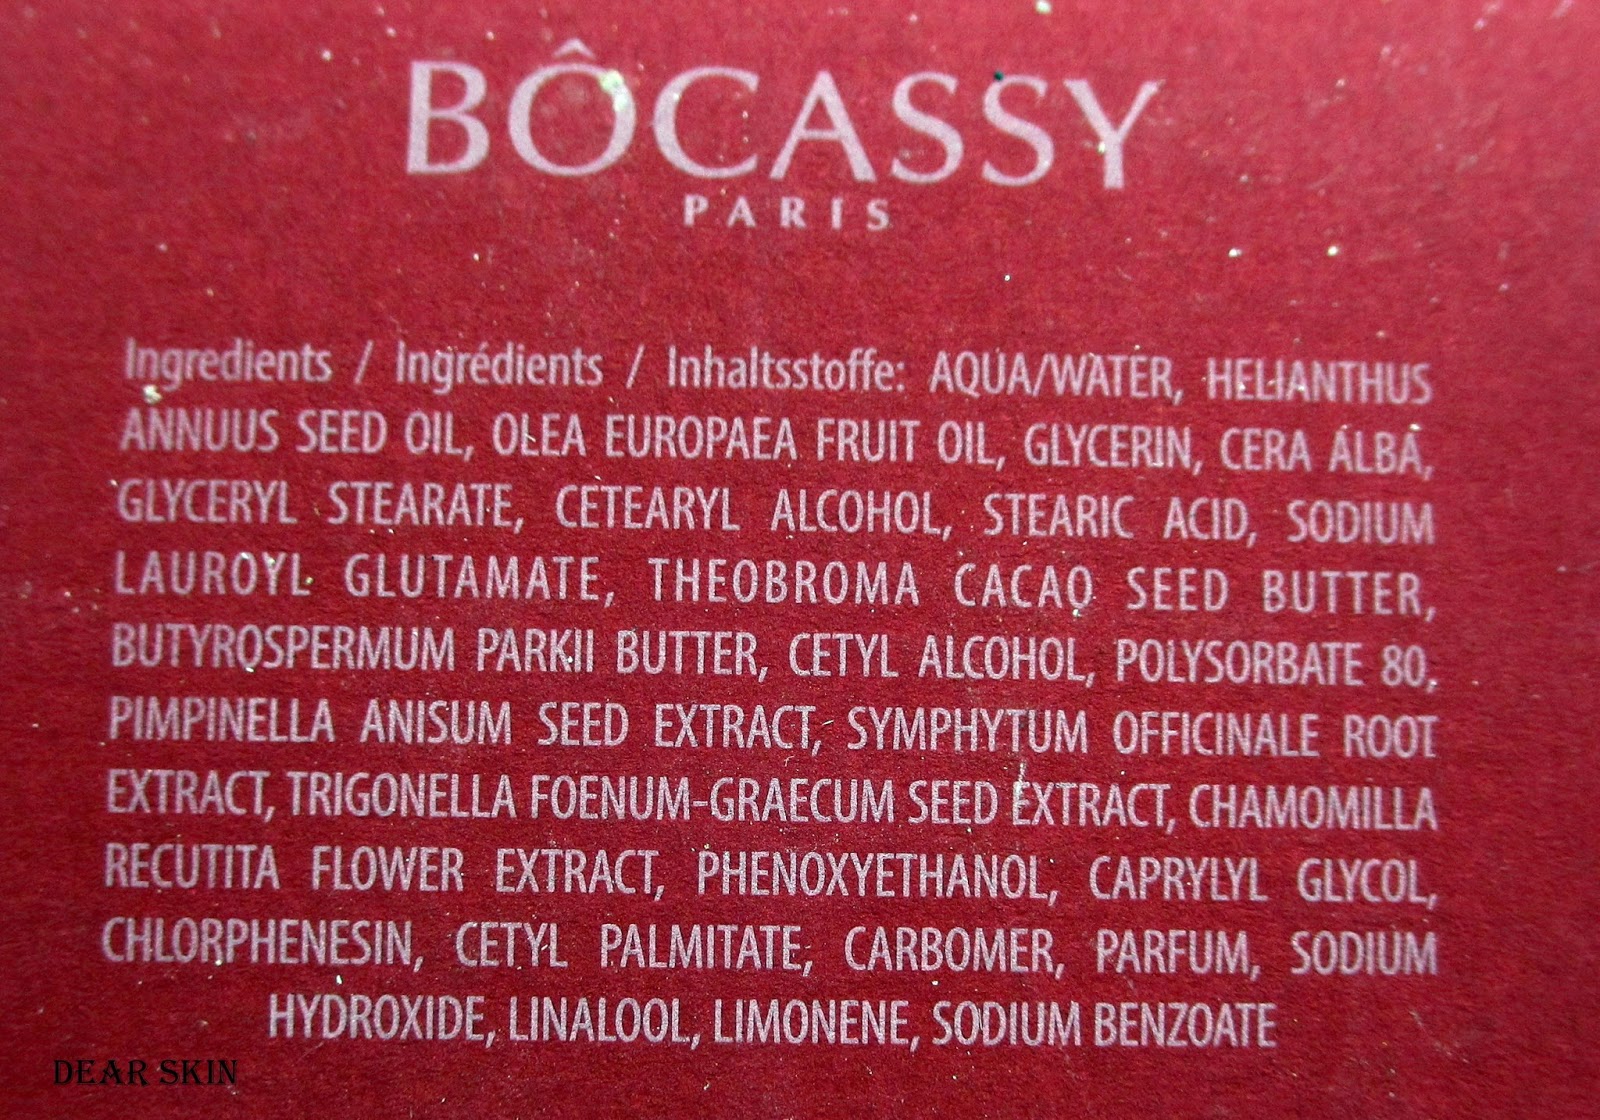 BÔCASSY
PARIS
Ingredients / Ingrédients / Inhaltsstoffe: AQUA/WATER, HELIANTHUS
ANNUUS SEED OIL, OLEA EUROPAEA FRUIT OIL, GLYCERIN, CERA ALBA,
GLYCERYL STEARATE, CETEARYL ALCOHOL, STEARIC ACID, SODIUM
LAUROYL GLUTAMATE, THEOBROMA CACAO SEED BUTTER,
BUTYROSPERMUM PARKII BUTTER, CETYL ALCOHOL, POLYSORBATE 80,
PIMPINELLA ANISUM SEED EXTRACT, SYMPHYTUM OFFICINALE ROOT
EXTRACT, TRIGONELLA FOENUM-GRAECUM SEED EXTRACT, CHAMOMILLA
RECUTITA FLOWER EXTRACT, PHENOXYETHANOL, CAPRYLYL GLYCOL,
CHLORPHENESIN, CETYL PALMITATE, CARBOMER, PARFUM, SODIUM
HYDROXIDE, LINALOOL, LIMONENE, SODIUM BENZOATE
DEAR SKIN